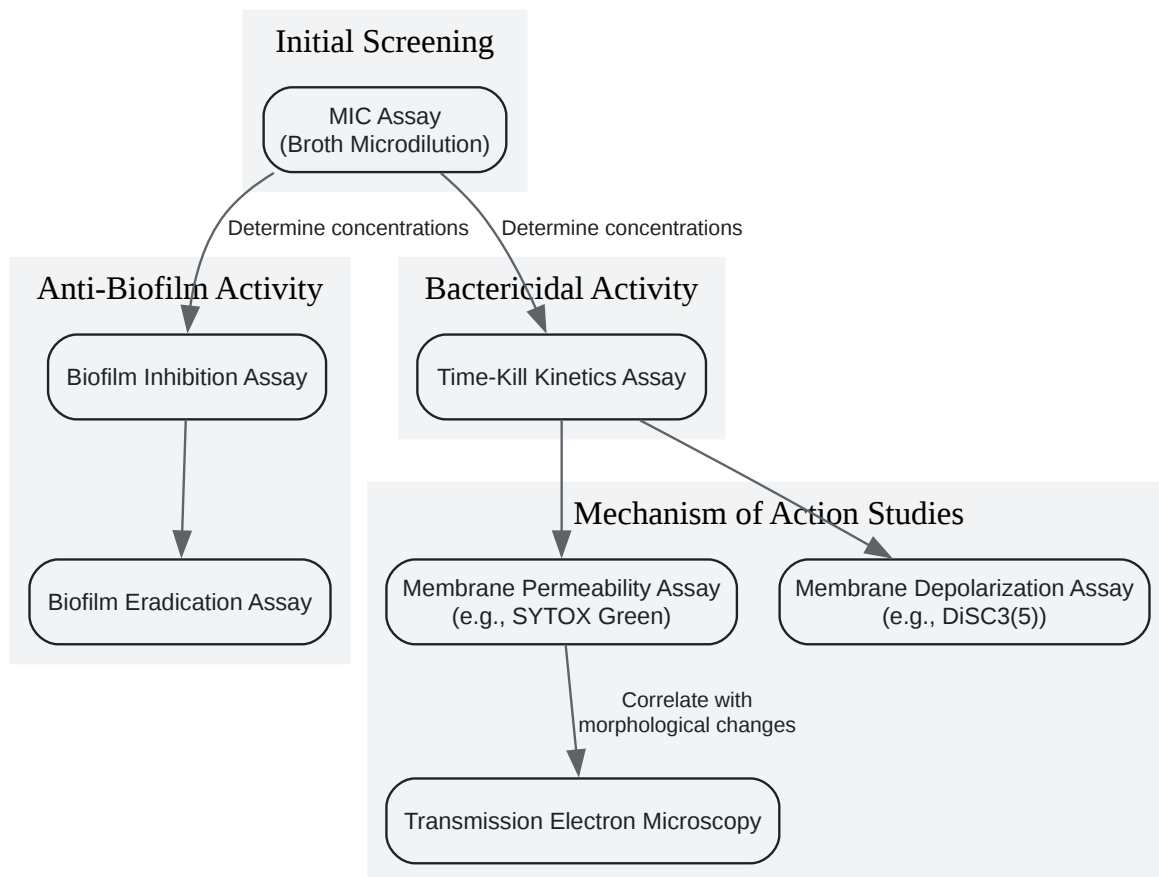 Initial Screening
MIC Assay
(Broth Microdilution)
Determine concentrations
Determine concentrations
Anti-Biofilm Activity
Bactericidal Activity
Biofilm Inhibition Assay
Time-Kill Kinetics Assay
Mechanism of Action Studies
Biofilm Eradication Assay
Membrane Permeability Assay
(e.g., SYTOX Green)
Membrane Depolarization Assay
(e.g., DiSC3(5))
Correlate with
morphological changes
Transmission Electron Microscopy